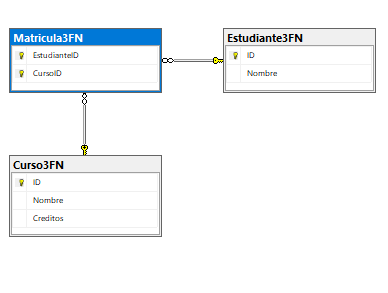 Matricula3FN
EstudianteID
CursoID
Estudiante3FN
ID
Nombre
Curso3FN
ID
Nombre
Creditos